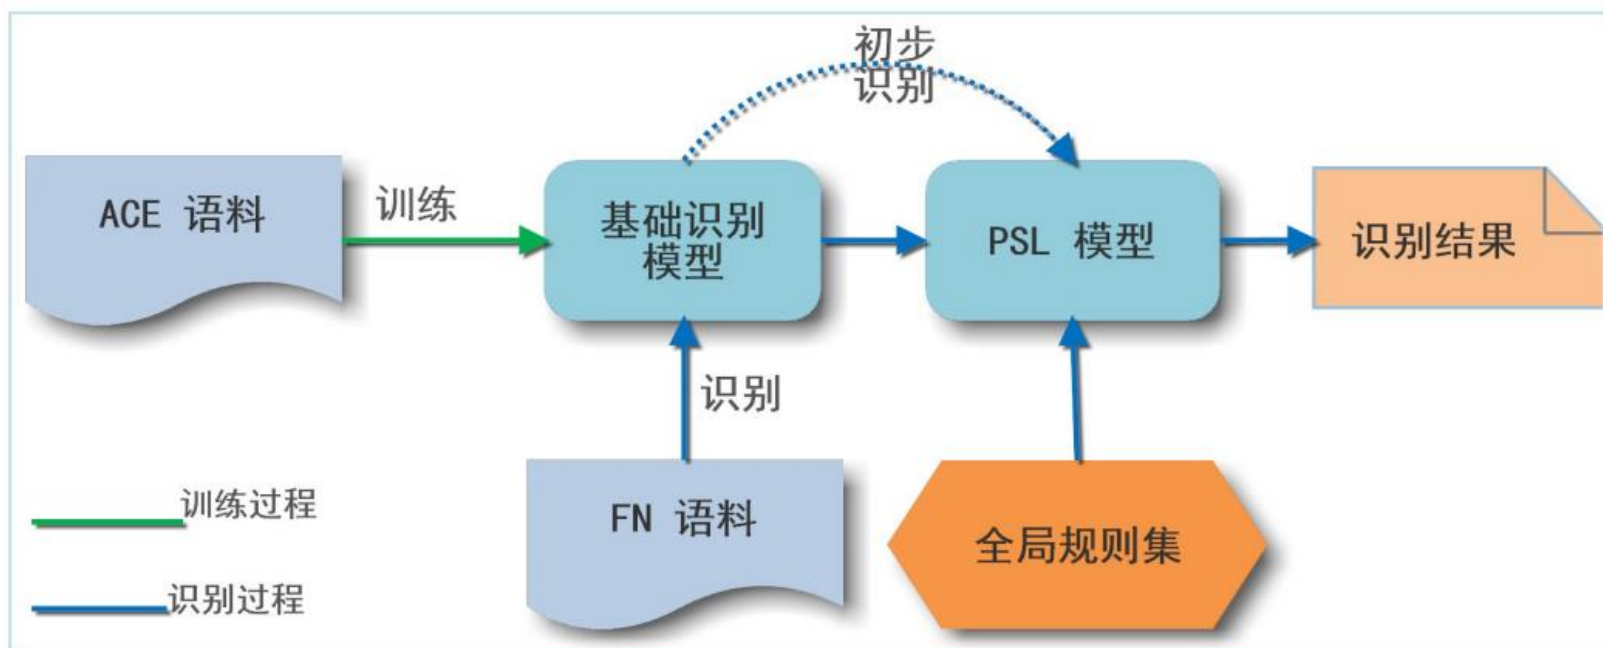 初步
识别
ACE 语料
训练
基础识别
模型
PSL 模型
识别结果
识别
FN 语料
全局规则集
训练过程
识别过程